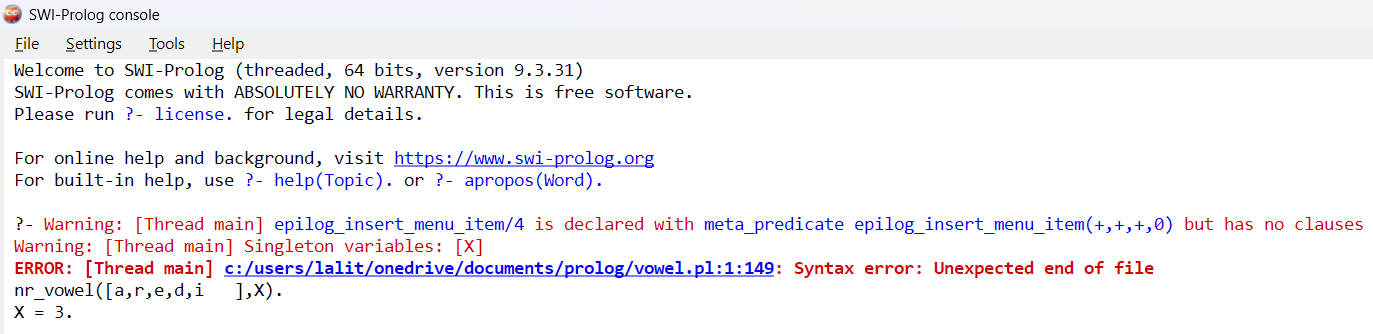 SWI-Prolog console
File Settings Tools Help
Welcome to SWI-Prolog (threaded, 64 bits, version 9.3.31)
SWI-Prolog comes with ABSOLUTELY NO WARRANTY. This is free software.
Please run ?- license. for legal details.
For online help and background, visit https://www.swi-prolog.org
For built-in help, use ?- help(Topic). or ?- apropos(Word).
?- Warning: [Thread main] epilog_insert_menu_item/4 is declared with meta_predicate epilog_insert_menu_item(+,+,+,0) but has no clauses
Warning: [Thread main] Singleton variables: [X]
ERROR: [Thread main] c:/users/lalit/onedrive/documents/prolog/vowel.pl:1:149: Syntax error: Unexpected end of file
nr_vowel([a,r,e,d,i   ],X).
X = 3.